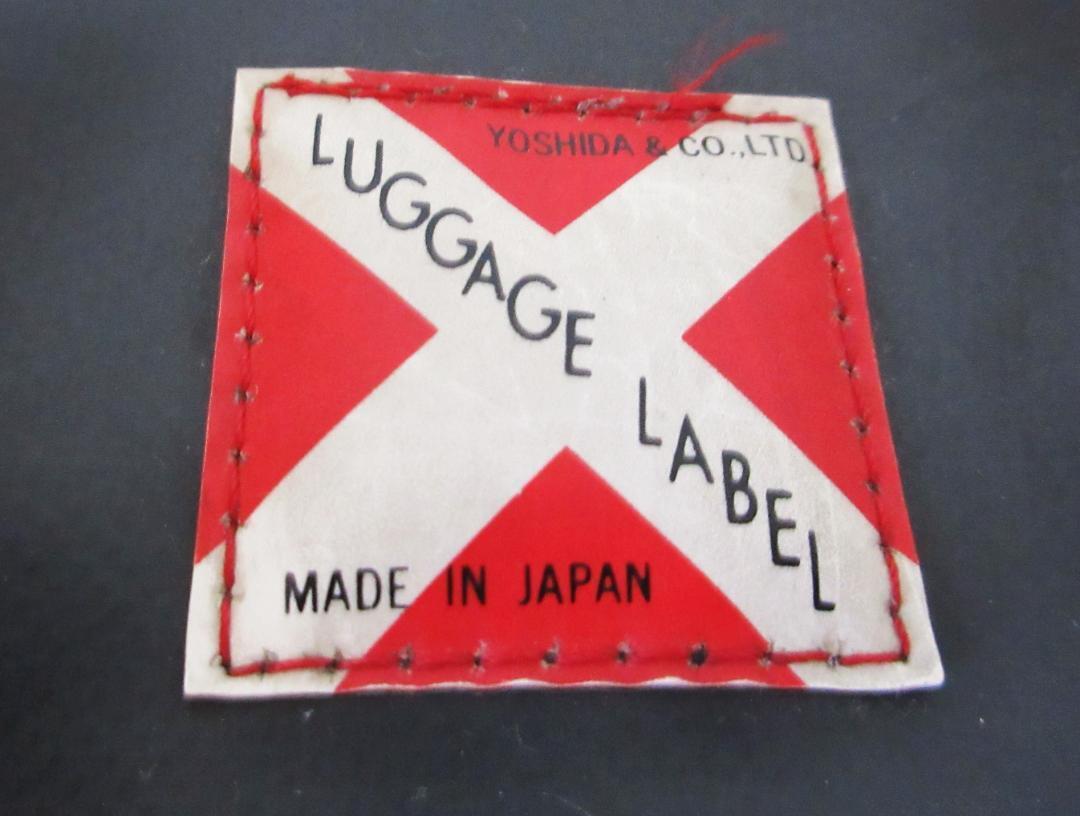 YOSHIDA & CO.,LTD.
LUGGAGE LABEL
MADE IN JAPAN